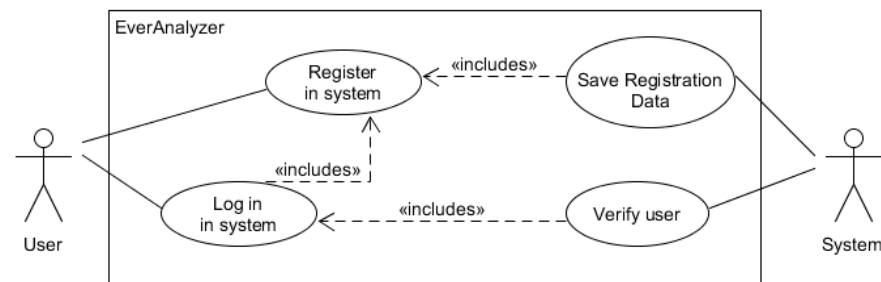 EverAnalyzer
Register
in system
«includes»
Save Registration
Data
«includes»
Log in
in system
«includes»
Verify user
User
System